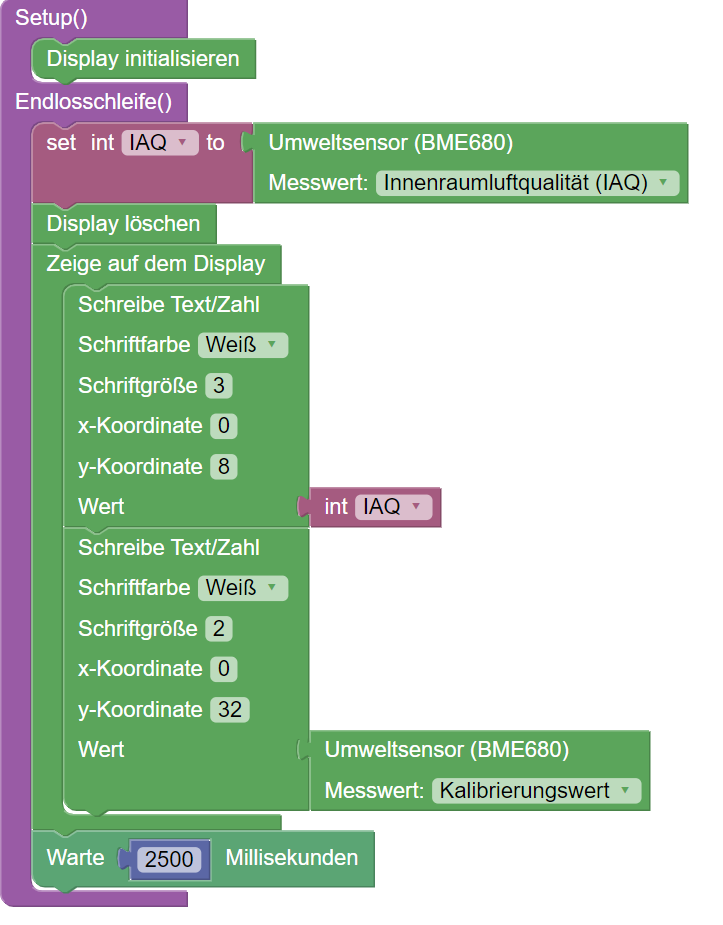 Setup()
Display initialisieren
Endlosschleife()
set int IAQ to Umweltsensor (BME680)
Messwert: Innenraumluftqualität (IAQ)
Display löschen
Zeige auf dem Display
Schreibe Text/Zahl
Schriftfarbe Weiß
Schriftgröße 3
x-Koordinate 0
y-Koordinate 8
Wert int IAQ
Schreibe Text/Zahl
Schriftfarbe Weiß
Schriftgröße 2
x-Koordinate 0
y-Koordinate 32
Wert Umweltsensor (BME680)
Messwert: Kalibrierungswert
Warte 2500 Millisekunden